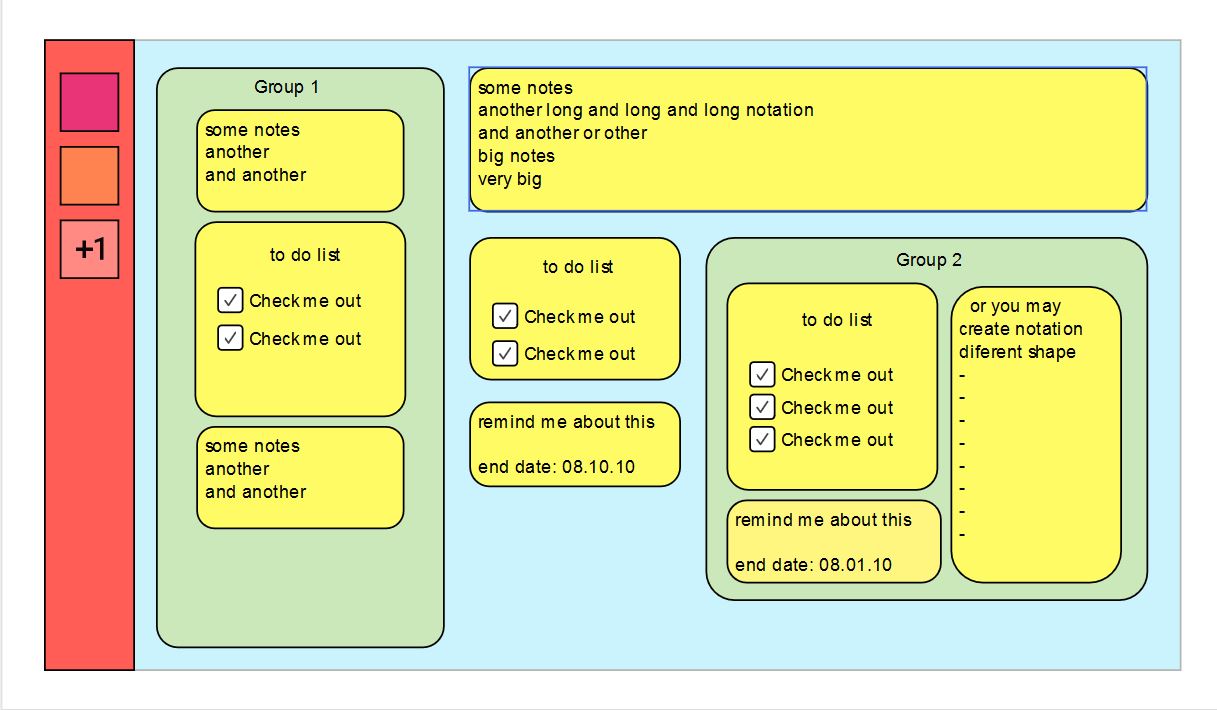 +1
Group 1
some notes
another
and another
to do list
Check me out
Check me out
some notes
another
and another
some notes
another long and long and long notation
and another or other
big notes
very big
to do list
Check me out
Check me out
remind me about this
end date: 08.10.10
Group 2
to do list
Check me out
Check me out
Check me out
remind me about this
end date: 08.01.10
or you may
create notation
diferent shape
-
-
-
-
-
-
-
-